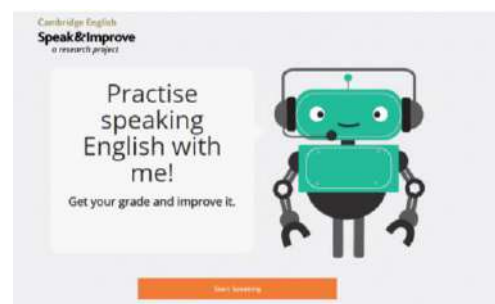 Cambridge English
Speak&Improve
a research project
Practise
speaking
English with
me!
Get your grade and improve it.
Start Speaking